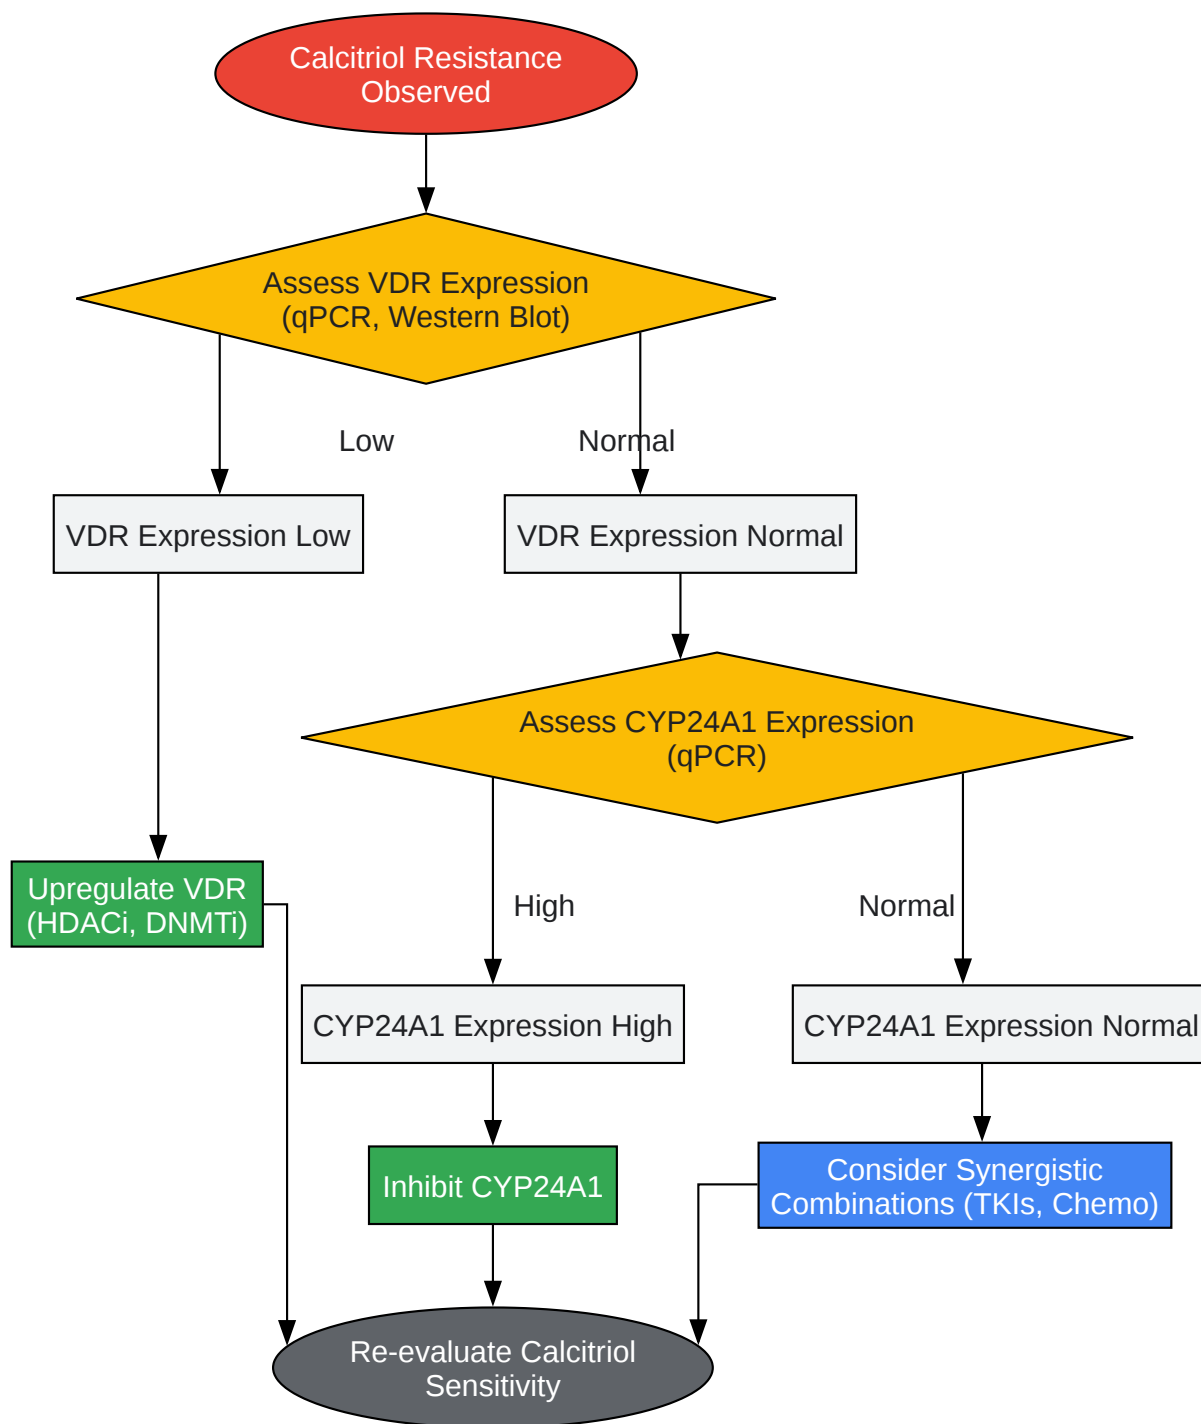 Calcitriol Resistance
Observed
Assess VDR Expression
(qPCR, Western Blot)
Low
Normal
VDR Expression Low
VDR Expression Normal
Assess CYP24A1 Expression
(qPCR)
Upregulate VDR
(HDACi, DNMTi)
High
Normal
CYP24A1 Expression High
CYP24A1 Expression Normal
Inhibit CYP24A1
Consider Synergistic
Combinations (TKIs, Chemo)
Re-evaluate Calcitriol
Sensitivity